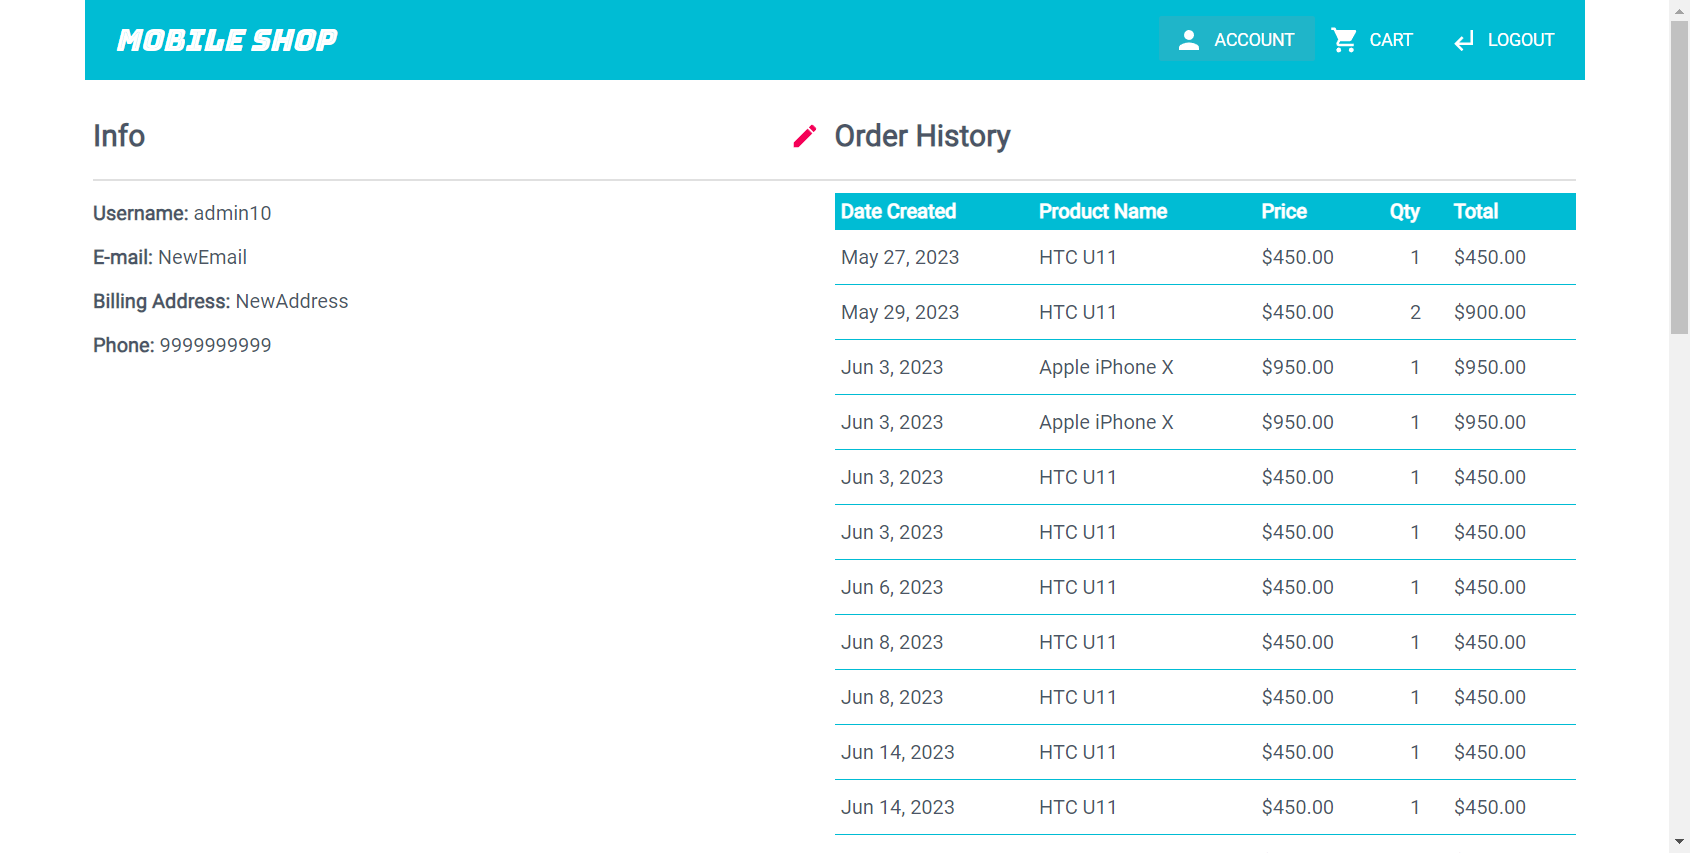 MOBILE SHOP
ACCOUNT CART LOGOUT
Info
Username: admin10
E-mail: NewEmail
Billing Address: NewAddress
Phone: 9999999999
Order History
Date Created Product Name Price Qty Total
May 27, 2023 HTC U11 $450.00 1 $450.00
May 29, 2023 HTC U11 $450.00 2 $900.00
Jun 3, 2023 Apple iPhone X $950.00 1 $950.00
Jun 3, 2023 Apple iPhone X $950.00 1 $950.00
Jun 3, 2023 HTC U11 $450.00 1 $450.00
Jun 3, 2023 HTC U11 $450.00 1 $450.00
Jun 6, 2023 HTC U11 $450.00 1 $450.00
Jun 8, 2023 HTC U11 $450.00 1 $450.00
Jun 8, 2023 HTC U11 $450.00 1 $450.00
Jun 14, 2023 HTC U11 $450.00 1 $450.00
Jun 14, 2023 HTC U11 $450.00 1 $450.00